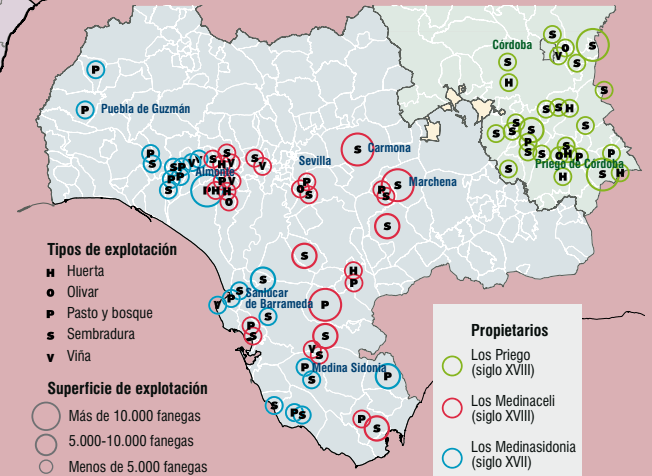 Córdoba
Puebla de Guzmán
Carmona
Sevilla
Almonte
Marchena
Priego de Córdoba
Sanlúcar
de Barrameda
Medina Sidonia
Tipos de explotación
H Huerta
O Olivar
P Pasto y bosque
S Sembradura
V Viña
Superficie de explotación
Más de 10.000 fanegas
5.000-10.000 fanegas
Menos de 5.000 fanegas
Propietarios
Los Priego
(siglo XVIII)
Los Medinaceli
(siglo XVIII)
Los Medinasidonia
(siglo XVII)